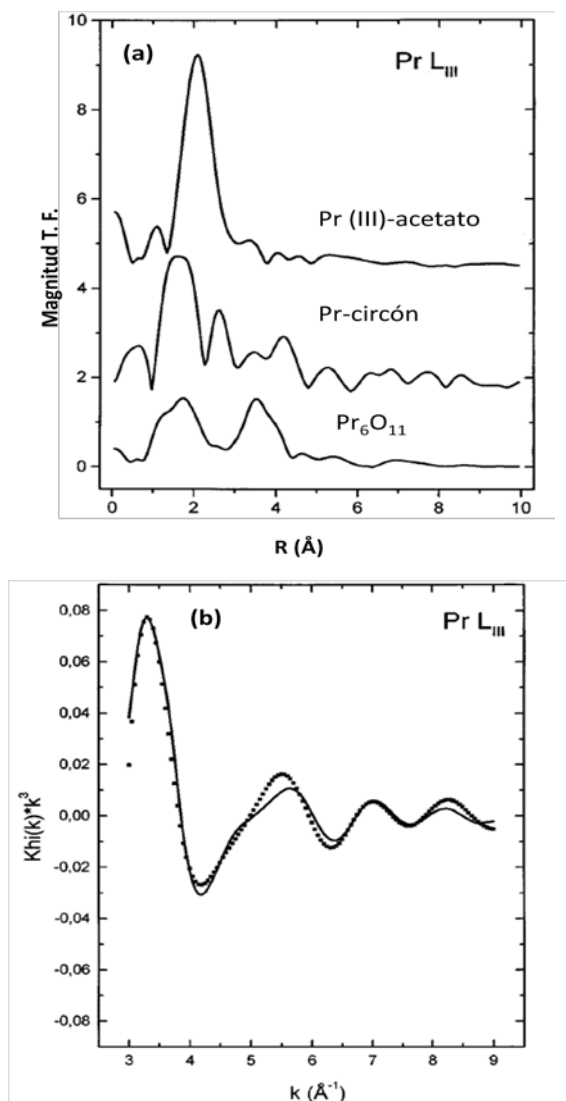 10
(a)
Pr LIII
8
6
Pr (III)-acetato
4
Pr-circón
2
Pr₆O₁₁
0
Magnitud T. F.
0 2 4 6 8 10
R (Å)
(b)
Pr LIII
0,08
0,06
0,04
0,02
0,00
-0,02
-0,04
-0,06
-0,08
Khi(k)*k³
3 4 5 6 7 8 9
k (Å⁻¹)